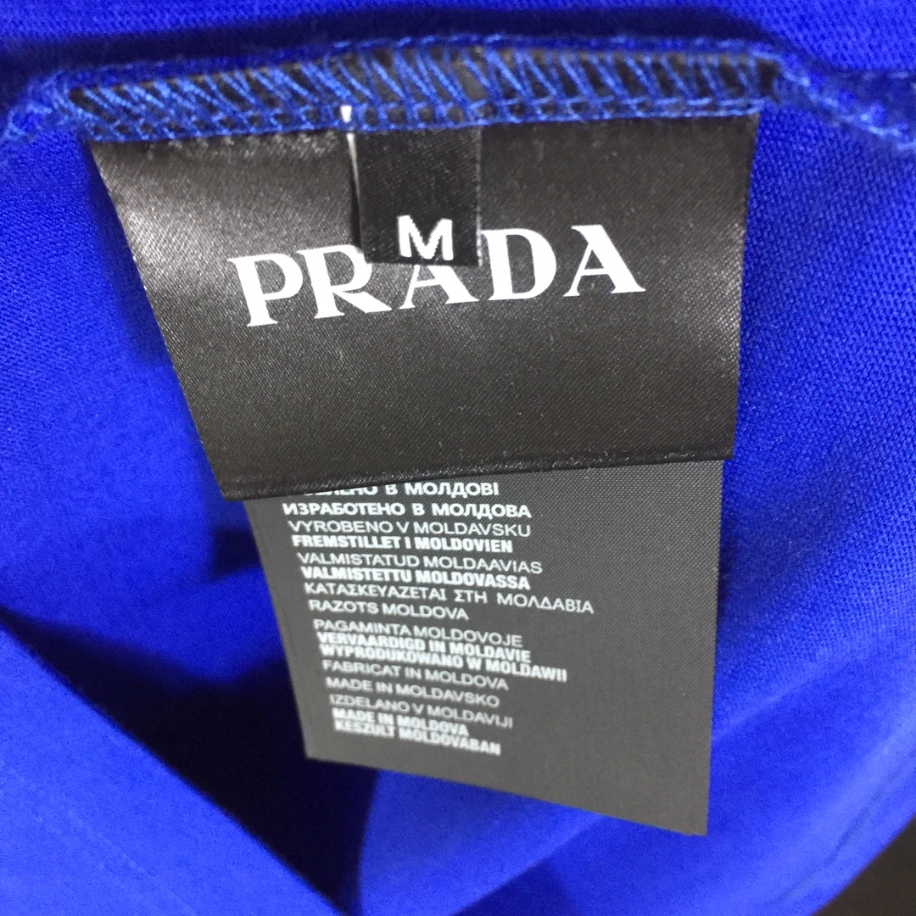 M
PRADA
В МОЛДОВІ
ИЗРАБОТЕНО В МОЛДОВА
VYROBENO V MOLDAVSKU
FREMSTILLET I MOLDOVIEN
VALMISTATUD MOLDAAVIAS
VALMISTETTU MOLDOVASSA
ΚΑΤΑΣΚΕΥΑΖΕΤΑΙ ΣΤΗ ΜΟΛΔΑΒΙΑ
RAZOTS MOLDOVA
PAGAMINTA MOLDOVOJE
VERVAARDIGD IN MOLDAVIE
WYPRODUKOWANO W MOLDAWII
FABRICAT IN MOLDOVA
MADE IN MOLDAVSKO
IZDELANO V MOLDAVIJI
MADE IN MOLDOVA
KESZULT MOLDOVABAN